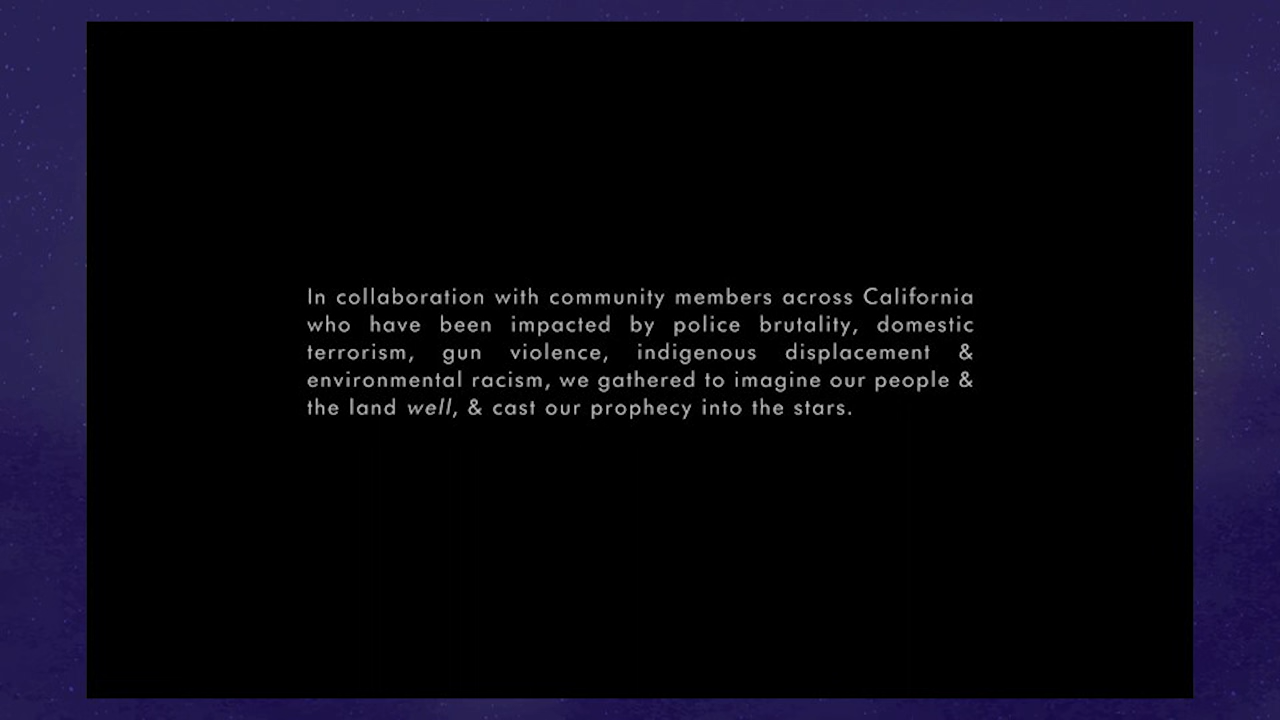 In collaboration with community members across California
who have been impacted by police brutality, domestic
terrorism, gun violence, indigenous displacement &
environmental racism, we gathered to imagine our people &
the land well, & cast our prophecy into the stars.